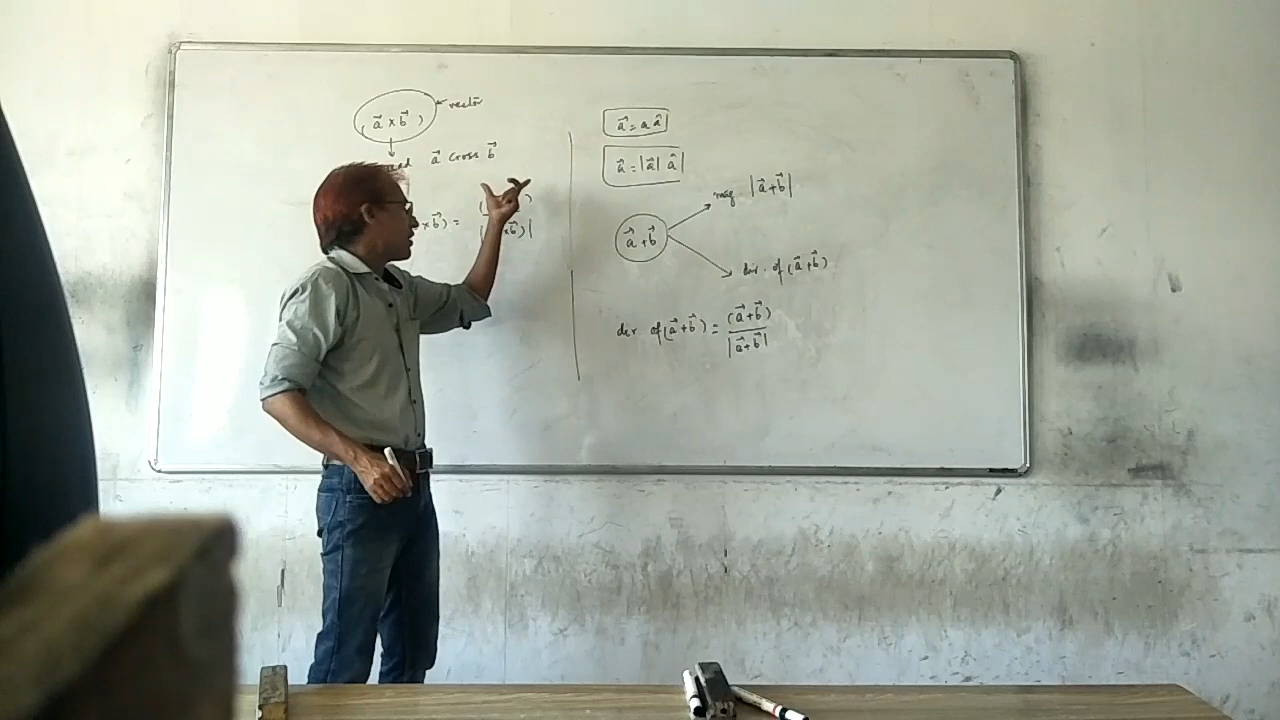 (a⃗ × b⃗) ← vector
a⃗ cross b⃗
×b⃗) =
×b⃗)|
a⃗ = a â
a⃗ = |a⃗| â
mag. |a⃗+b⃗|
a⃗ + b⃗
dir. of (a⃗+b⃗)
dir of (a⃗+b⃗) = (a⃗+b⃗)
|a⃗+b⃗|